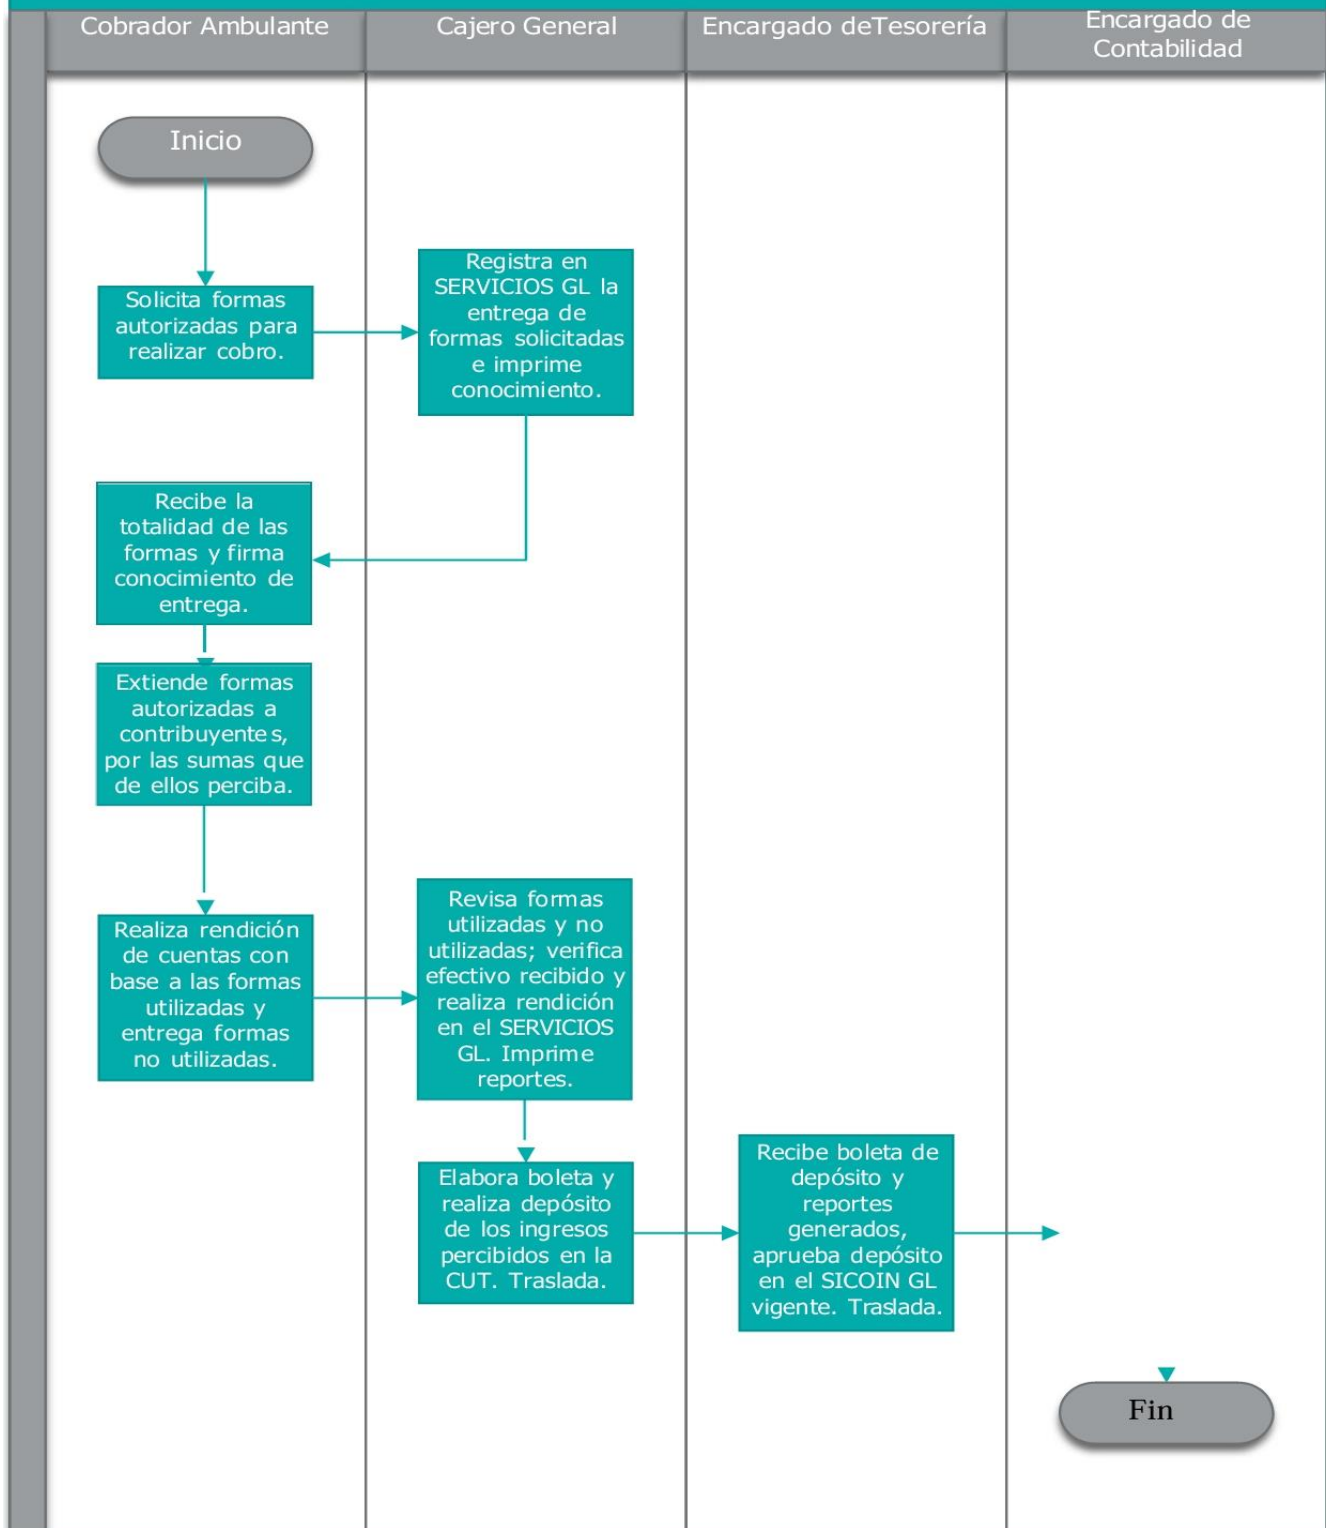 Cobrador Ambulante
Cajero General
Encargado deTesorería
Encargado de
Contabilidad
Inicio
Solicita formas
autorizadas para
realizar cobro.
Registra en
SERVICIOS GL la
entrega de
formas solicitadas
e imprime
conocimiento.
Recibe la
totalidad de las
formas y firma
conocimiento de
entrega.
Extiende formas
autorizadas a
contribuyentes,
por las sumas que
de ellos perciba.
Realiza rendición
de cuentas con
base a las formas
utilizadas y
entrega formas
no utilizadas.
Revisa formas
utilizadas y no
utilizadas; verifica
efectivo recibido y
realiza rendición
en el SERVICIOS
GL. Imprime
reportes.
Elabora boleta y
realiza depósito
de los ingresos
percibidos en la
CUT. Traslada.
Recibe boleta de
depósito y
reportes
generados,
aprueba depósito
en el SICOIN GL
vigente. Traslada.
Fin